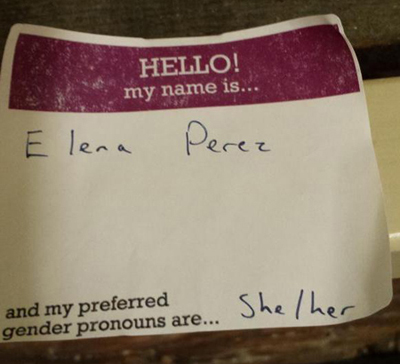 HELLO!
my name is...
Elena Perez
and my preferred
gender pronouns are... She/her